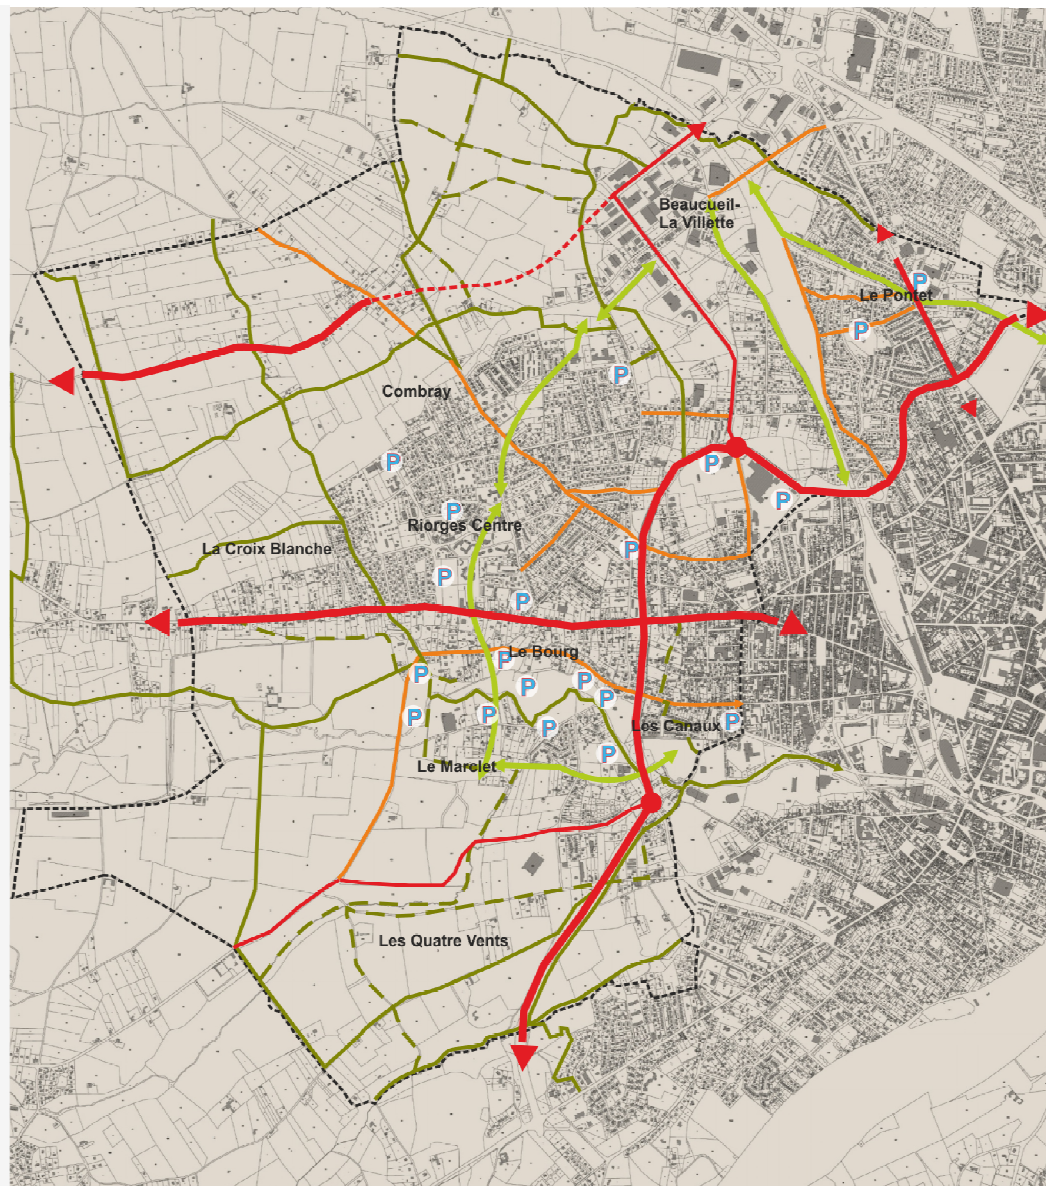 Beaucueil-
La Villette
P
Le Pontet
P
P
Combray
P
P
P
P
Riorges Centre
P
La Croix Blanche
P
P
P
Le Bourg
P
P
P
P
P
P
P
Les Canaux
P
P
P
Le Marclet
Les Quatre Vents